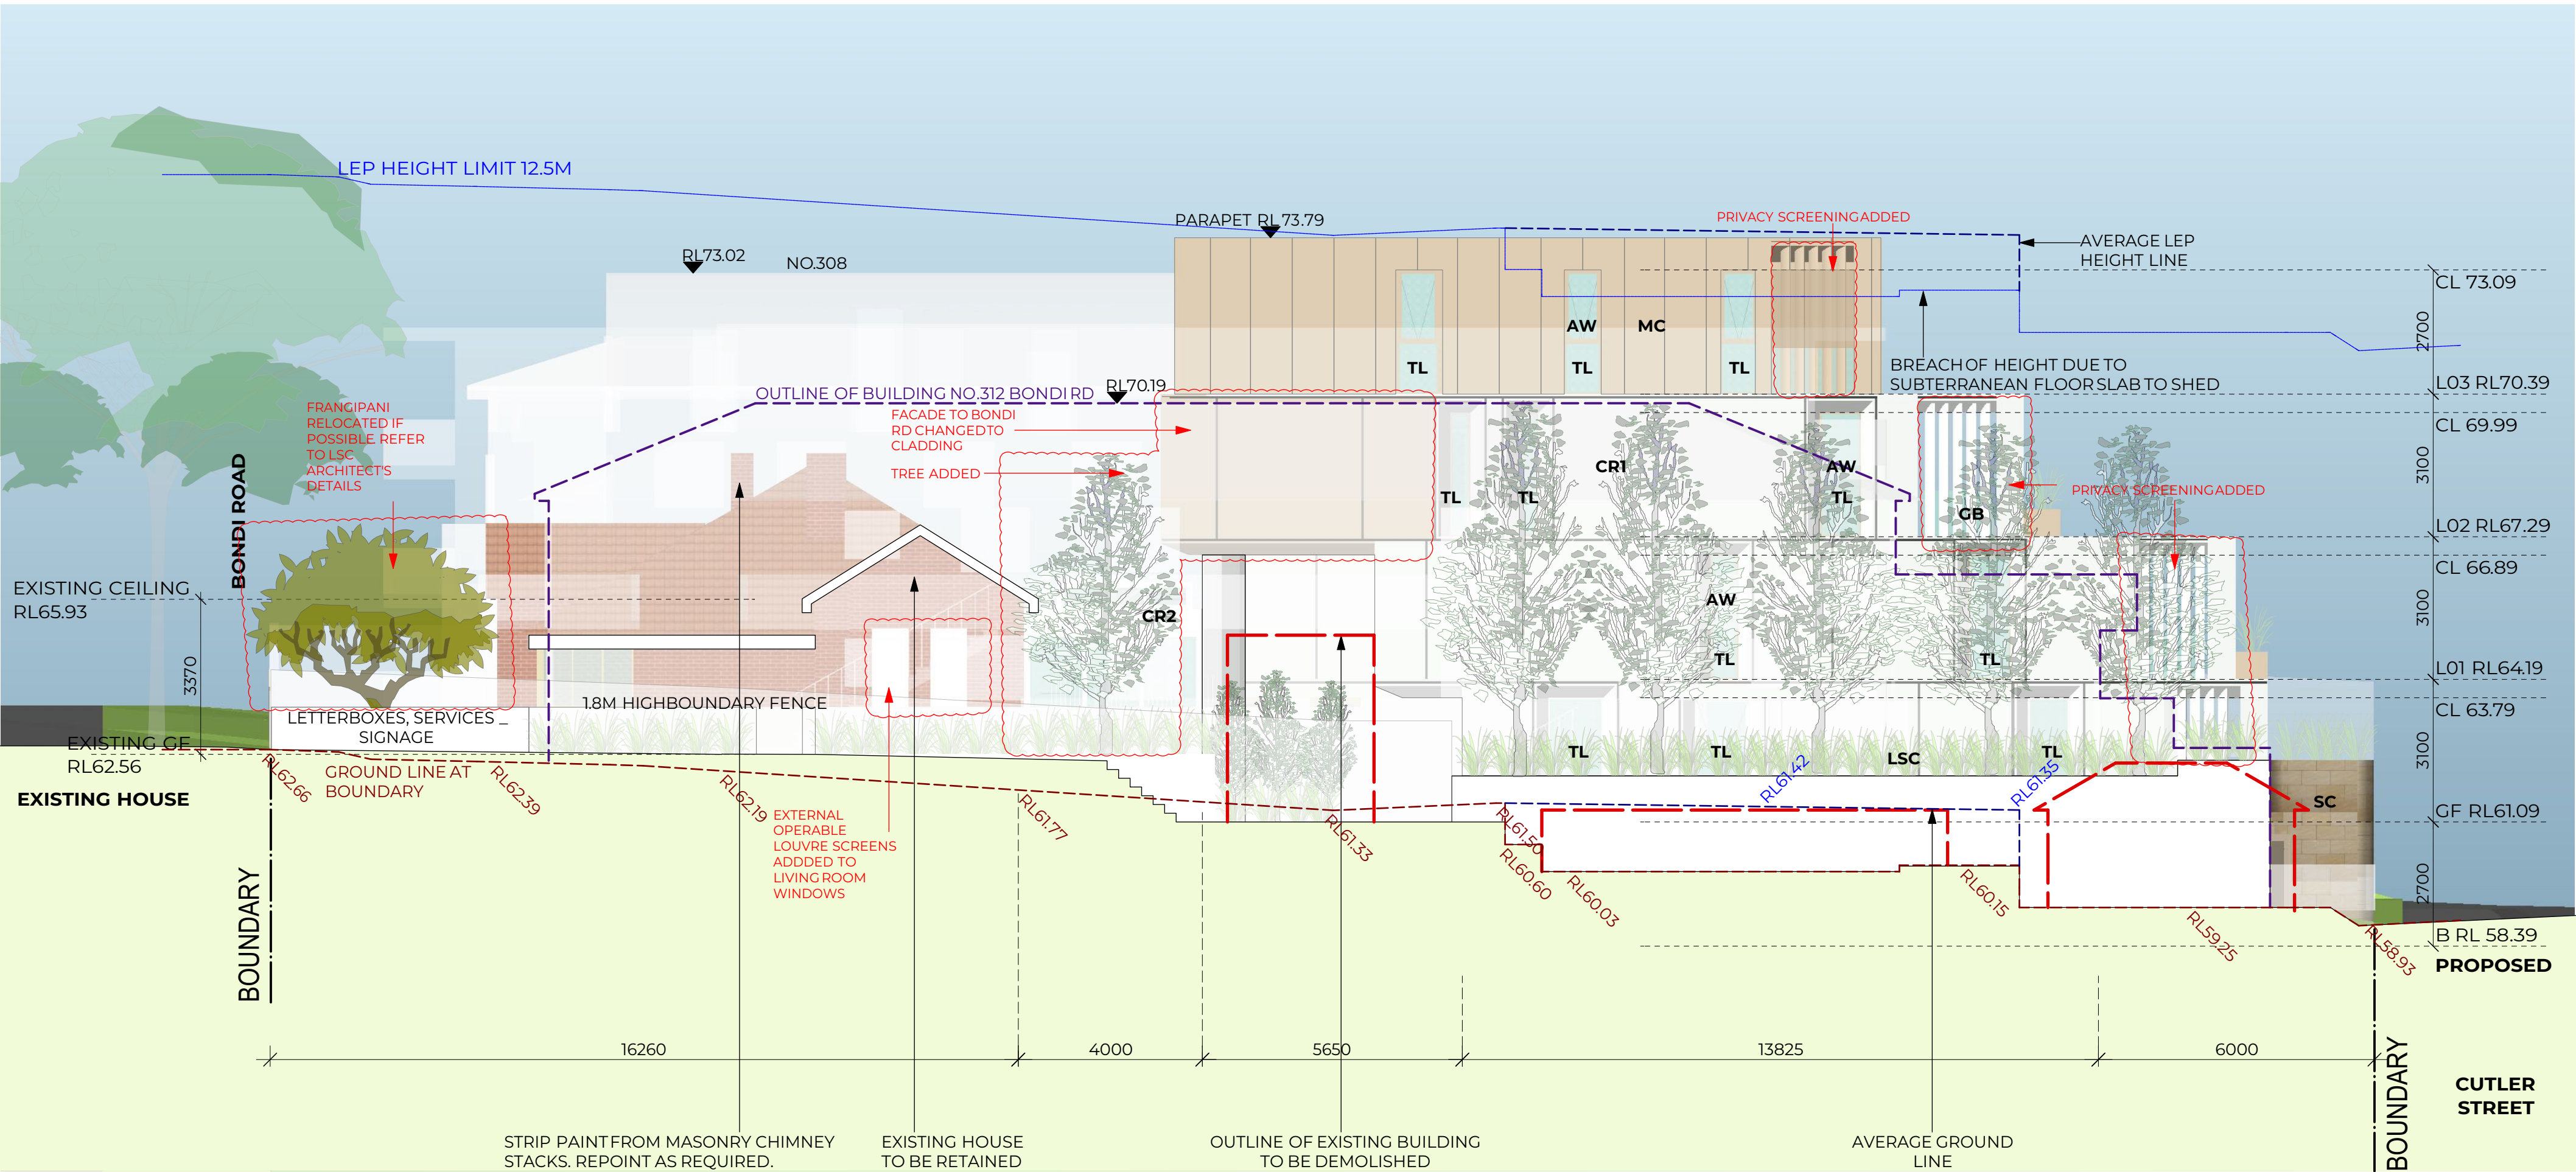 LEP HEIGHT LIMIT 12.5M
PARAPET RL 73.79
PRIVACY SCREENINGADDED
AVERAGE LEP
HEIGHT LINE
RL73.02
NO.308
CL 73.09
2700
AW
MC
TL
TL
TL
BREACH OF HEIGHT DUE TO
SUBTERRANEAN FLOOR SLAB TO SHED
L03 RL70.39
OUTLINE OF BUILDING NO.312 BONDI RD
RL70.19
FRANGIPANI
RELOCATED IF
POSSIBLE. REFER
TO LSC
ARCHITECT'S
DETAILS
FACADE TO BONDI
RD CHANGED TO
CLADDING
TREE ADDED
CL 69.99
3100
BONDI ROAD
CR1
AW
TL
TL
TL
GB
PRIVACY SCREENINGADDED
L02 RL67.29
CL 66.89
EXISTING CEILING
RL65.93
3370
CR2
AW
TL
TL
3100
L01 RL64.19
CL 63.79
1.8M HIGHBOUNDARY FENCE
LETTERBOXES, SERVICES _
SIGNAGE
EXISTING GF
RL62.56
EXISTING HOUSE
GROUND LINE AT
BOUNDARY
RL62.66
RL62.39
RL62.19
RL61.77
RL61.33
RL61.50
RL60.60
RL60.03
TL
TL
LSC
TL
RL61.42
RL61.35
RL60.15
RL59.25
RL58.93
SC
3100
GF RL61.09
2700
B RL 58.39
PROPOSED
EXTERNAL
OPERABLE
LOUVRE SCREENS
ADDDED TO
LIVING ROOM
WINDOWS
BOUNDARY
16260
4000
5650
13825
6000
BOUNDARY
CUTLER
STREET
STRIP PAINT FROM MASONRY CHIMNEY
STACKS. REPOINT AS REQUIRED.
EXISTING HOUSE
TO BE RETAINED
OUTLINE OF EXISTING BUILDING
TO BE DEMOLISHED
AVERAGE GROUND
LINE